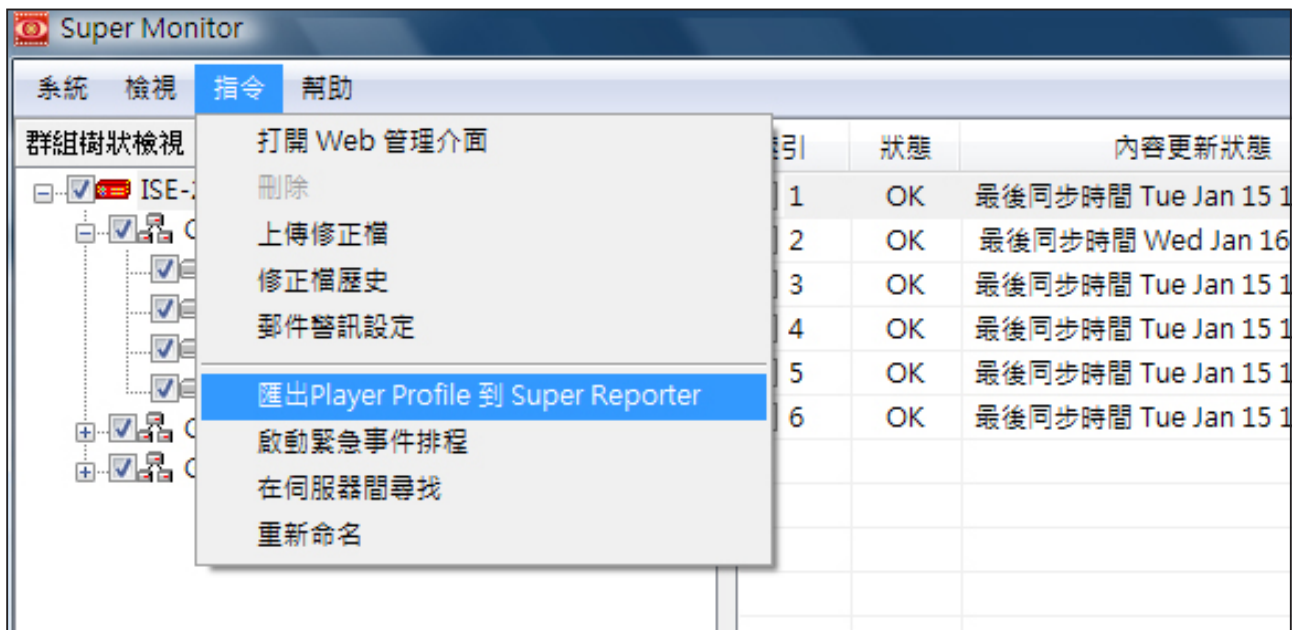 Super Monitor
系統 檢視 指令 幫助
群組樹狀檢視
打開 Web 管理介面
刪除
上傳修正檔
修正檔歷史
郵件警訊設定
匯出Player Profile 到 Super Reporter
啟動緊急事件排程
在伺服器間尋找
重新命名
ISE-
引 狀態 內容更新狀態
1 OK 最後同步時間 Tue Jan 15 1
2 OK 最後同步時間 Wed Jan 16
3 OK 最後同步時間 Tue Jan 15 1
4 OK 最後同步時間 Tue Jan 15 1
5 OK 最後同步時間 Tue Jan 15 1
6 OK 最後同步時間 Tue Jan 15 1